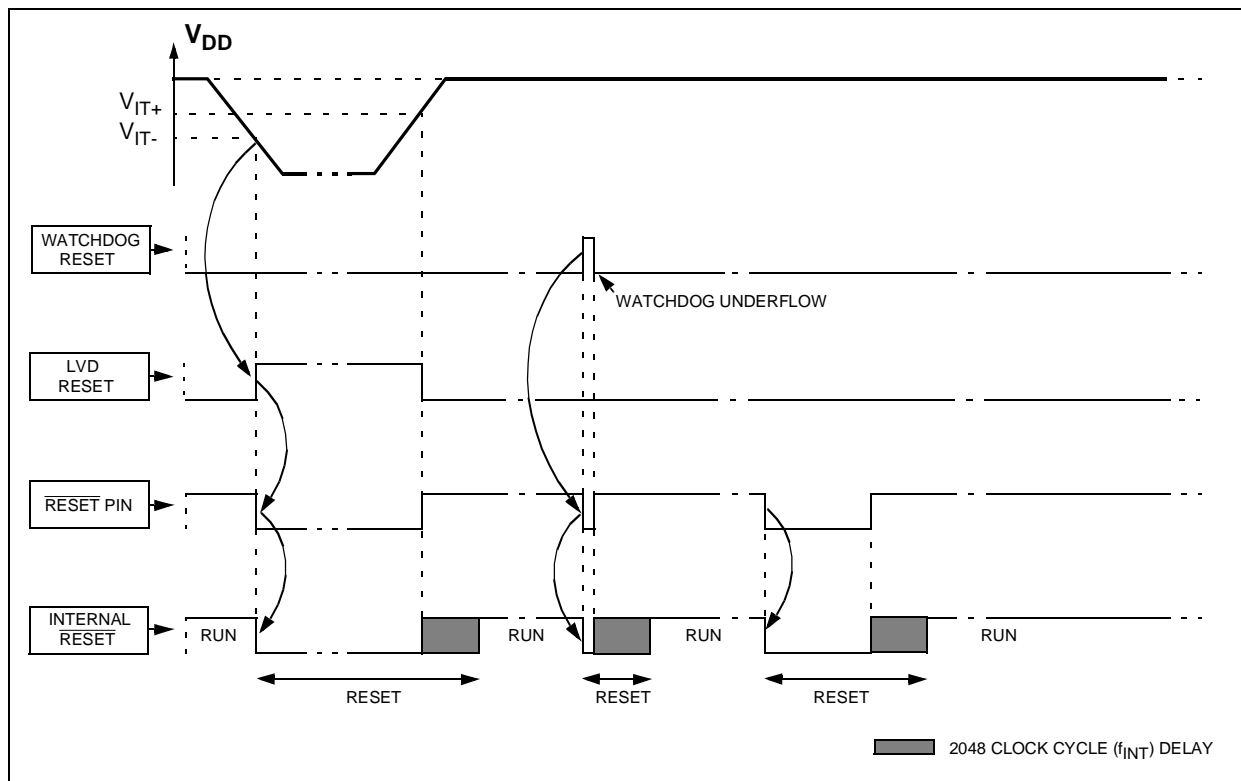 VDD
VIT+
VIT-
WATCHDOG
RESET
WATCHDOG UNDERFLOW
LVD
RESET
RESET PIN
INTERNAL
RESET
RUN
RUN
RUN
RUN
RESET
RESET
RESET
2048 CLOCK CYCLE (fINT) DELAY